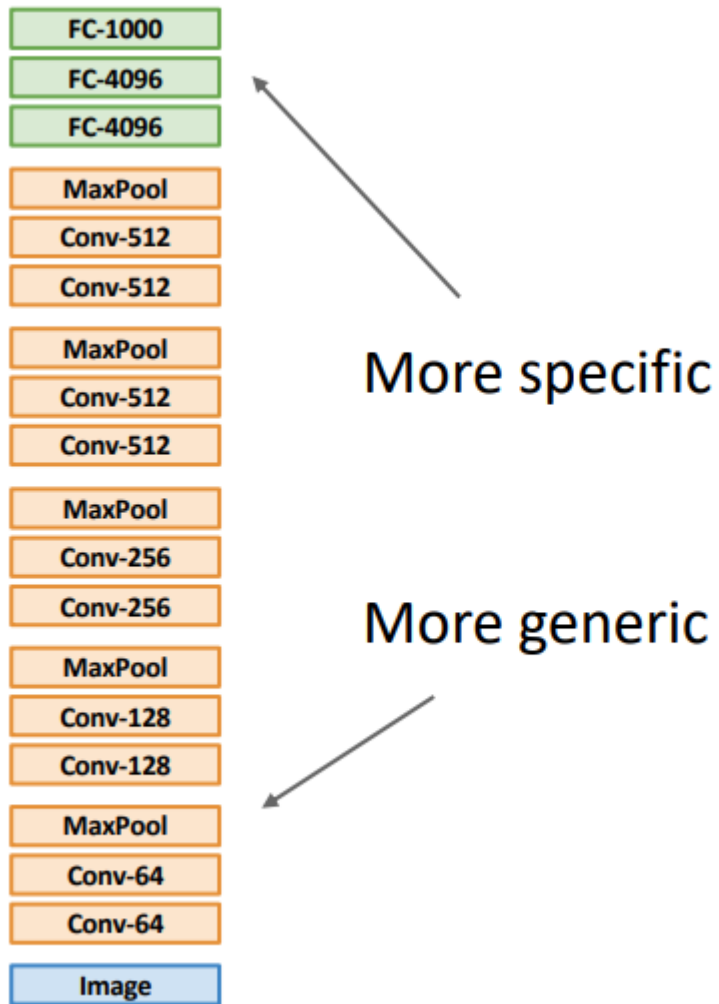 FC-1000
FC-4096
FC-4096
MaxPool
Conv-512
Conv-512
MaxPool
Conv-512
Conv-512
MaxPool
Conv-256
Conv-256
MaxPool
Conv-128
Conv-128
MaxPool
Conv-64
Conv-64
Image
More specific
More generic